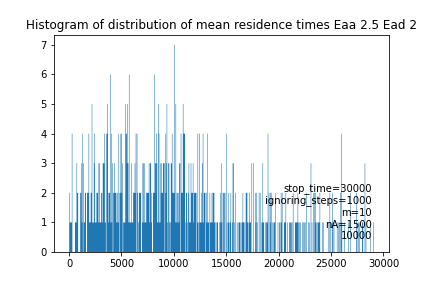 Histogram of distribution of mean residence times Eaa 2.5 Ead 2
7
6
5
4
3
2
1
0
stop_time=30000
ignoring_steps=1000
m=10
nA=1500
10000
0 5000 10000 15000 20000 25000 30000